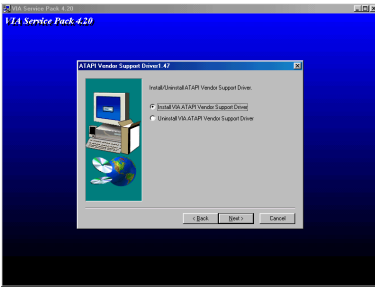 VIA Service Pack 4.20
VIA Service Pack 4.20
ATAPI Vendor Support Driver1.47
Install/Uninstall ATAPI Vendor Support Driver.
Install VIA ATAPI Vendor Support Driver
Uninstall VIA ATAPI Vendor Support Driver
< Back
Next >
Cancel